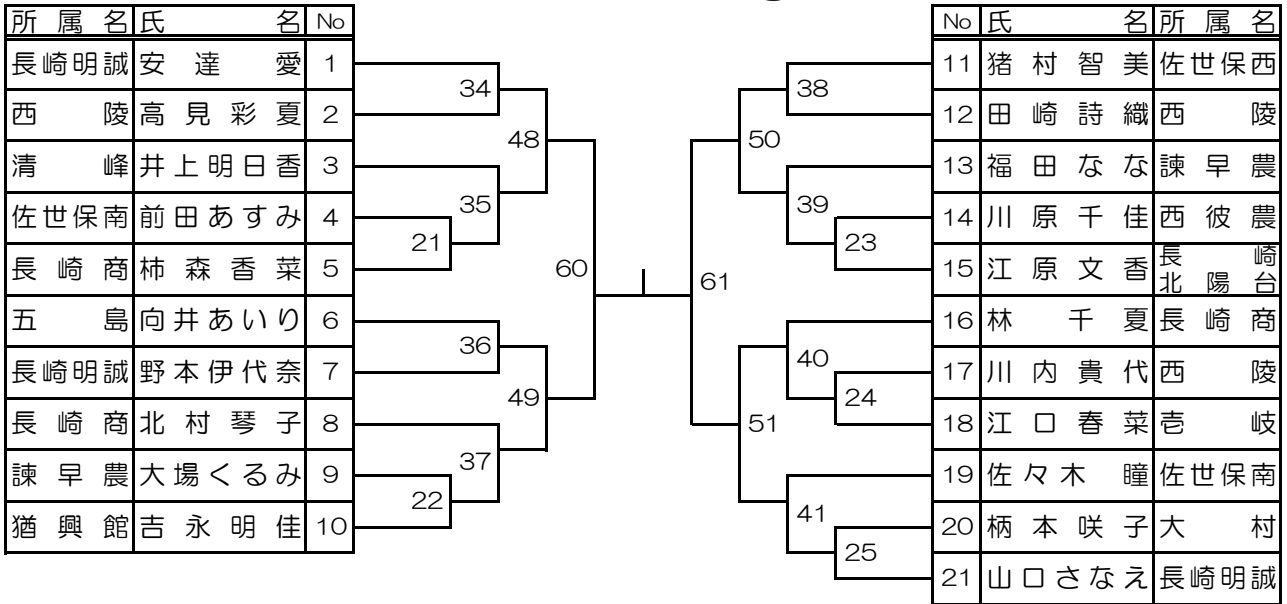 所属名 氏名 No
長崎明誠 安達愛 1
西陵 高見彩夏 2
清峰 井上明日香 3
佐世保南 前田あすみ 4
長崎商 柿森香菜 5
五島 向井あいり 6
長崎明誠 野本伊代奈 7
長崎商 北村琴子 8
諫早農 大場くるみ 9
猶興館 吉永明佳 10
34
48
35
21
60
36
49
37
22
No 氏名 所属名
11 猪村智美 佐世保西
12 田崎詩織 西陵
13 福田なな 諫早農
14 川原千佳 西彼農
15 江原文香 長崎北陽台
16 林千夏 長崎商
17 川内貴代 西陵
18 江口春菜 壱岐
19 佐々木瞳 佐世保南
20 柄本咲子 大村
21 山口さなえ 長崎明誠
38
50
39
23
61
40
24
51
41
25